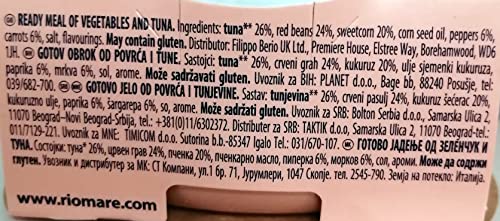 GB READY MEAL OF VEGETABLES AND TUNA. Ingredients: tuna** 26%, red beans 24%, sweetcorn 20%, corn seed oil, peppers 6%,
carrots 6%, salt, flavourings. May contain gluten. Distributor: Filippo Berio UK Ltd., Premiere House, Elstree Way, Borehamwood, WD6
1JH. GOTOV OBROK OD POVRĆA I TUNE. Sastojci: tuna** 26%, crveni grah 24%, kukuruz 20%, ulje sjemenki kukuruza,
paprika 6%, mrkva 6%, sol, arome. Može sadržavati gluten. Uvoznik za BIH: PLANET d.o.o., Bage bb, 88240 Posušje, tel:
039/682-700. GOTOVO JELO OD POVRĆA I TUNJEVINE. Sastav: tunjevina** 26%, crveni pasulj 24%, kukuruz šećerac 20%,
kukuruzno ulje, paprika 6%, šargarepa 6%, so, arome. Može sadržati gluten. Uvoznik za SRB: Bolton Serbia d.o.o., Samarska Ulica 2,
11070 Beograd-Novi Beograd-Srbija, tel: +381(0)11/6302372. Distributer za SRB: TAKTIK d.o.o, Samarska Ulica 2, 11070 Beograd-tel.:
011/7129-221. Uvoznik za MNE: TIMICOM d.o.o. Sutorina b.b.-85347 Igalo Tel.: 031/670-107. ГОТОВО ЈАДЕЊЕ ОД ЗЕЛЕНЧУК И
ТУНА. Состојки: туна** 26%, црвен грав 24%, пченка 20%, пченкарно масло, пиперка 6%, морков 6%, сол, ароми. Може да содржи
глутен. Увозник и дистрибутер за МК: СТ Компани, ул.1 бр. 71, Јурумлери, 1047 Скопје. тел. 2545-790. Земја на потекло: Италија.
www.riomare.com